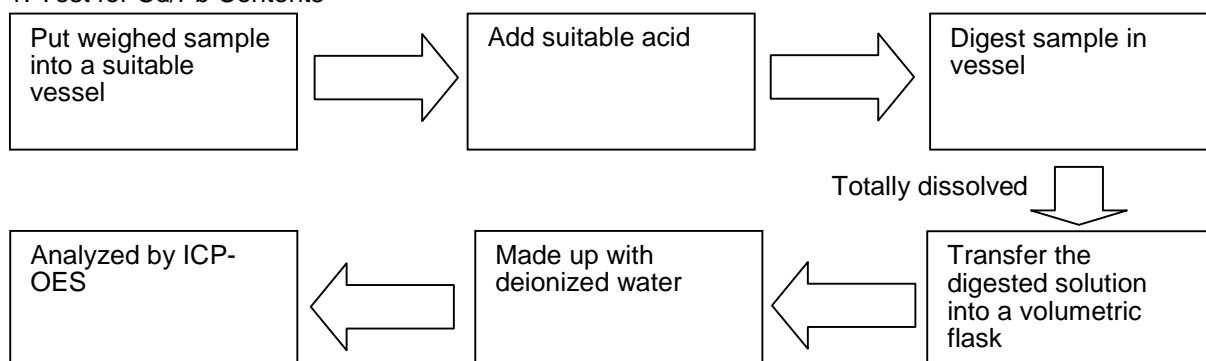 1. Test for Cd/Pb Contents
Put weighed sample
into a suitable
vessel
Add suitable acid
Digest sample in
vessel
Totally dissolved
Transfer the
digested solution
into a volumetric
flask
Made up with
deionized water
Analyzed by ICP-
OES